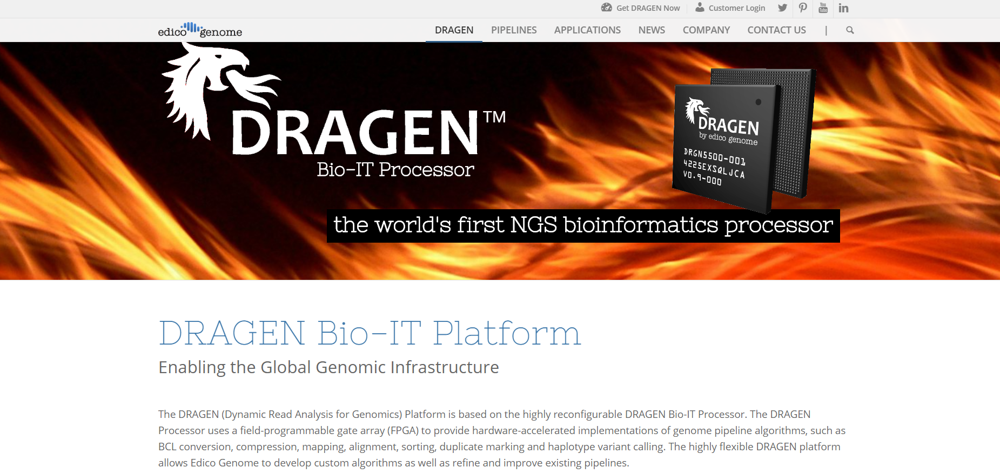 Get DRAGEN Now
Customer Login
You
Tube
in
edico genome
DRAGEN
PIPELINES
APPLICATIONS
NEWS
COMPANY
CONTACT US
|
DRAGEN™
Bio-IT Processor
DRAGEN
by edico genome
DRGN5500-001
4225EXSQLJCA
V0.9-000
the world's first NGS bioinformatics processor
DRAGEN Bio-IT Platform
Enabling the Global Genomic Infrastructure
The DRAGEN (Dynamic Read Analysis for Genomics) Platform is based on the highly reconfigurable DRAGEN Bio-IT Processor. The DRAGEN
Processor uses a field-programmable gate array (FPGA) to provide hardware-accelerated implementations of genome pipeline algorithms, such as
BCL conversion, compression, mapping, alignment, sorting, duplicate marking and haplotype variant calling. The highly flexible DRAGEN platform
allows Edico Genome to develop custom algorithms as well as refine and improve existing pipelines.